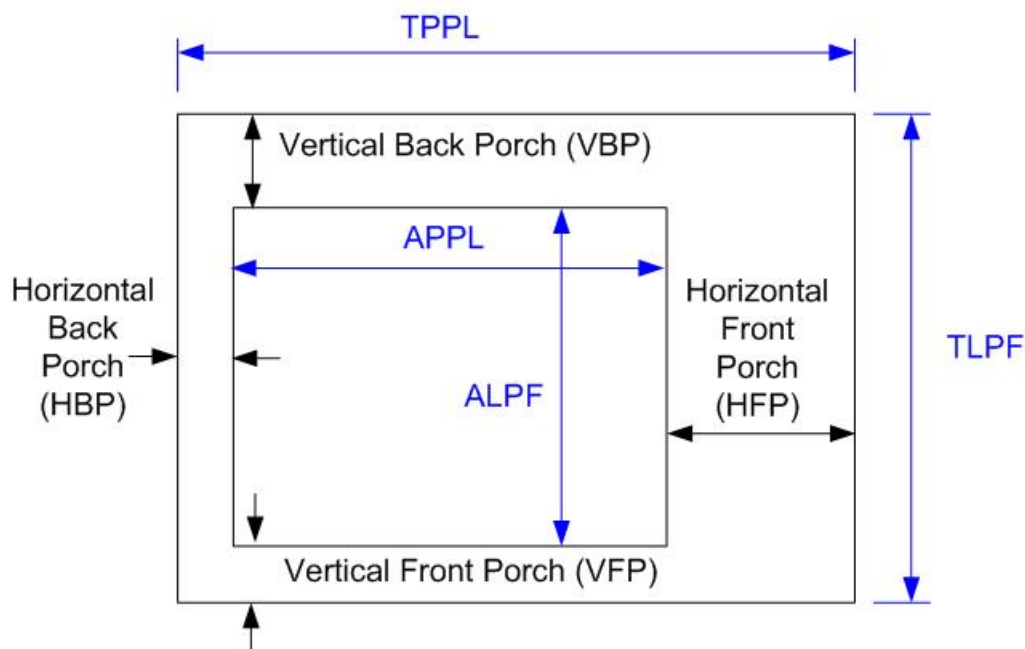 TPPL
Vertical Back Porch (VBP)
APPL
Horizontal
Back
Porch
(HBP)
ALPF
Horizontal
Front
Porch
(HFP)
TLPF
Vertical Front Porch (VFP)